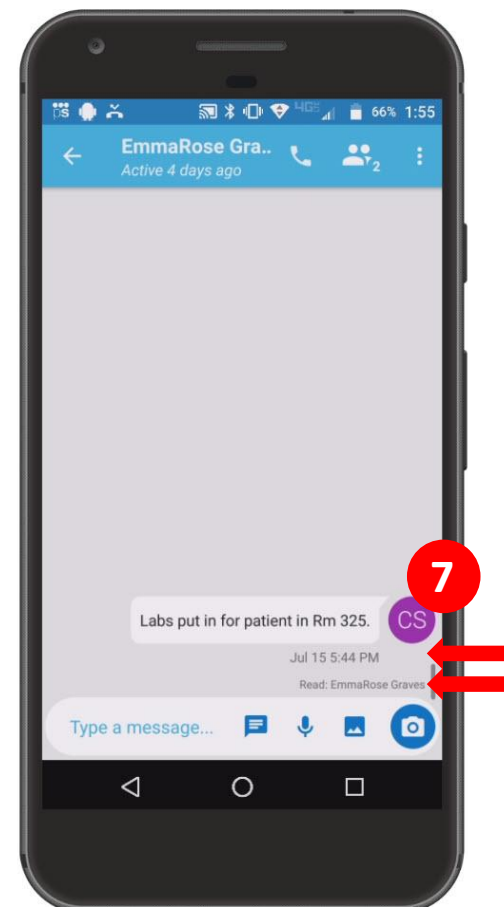 66% 1:55
EmmaRose Gra..
Active 4 days ago
2
7
Labs put in for patient in Rm 325.
CS
Jul 15 5:44 PM
Read: EmmaRose Graves
Type a message...